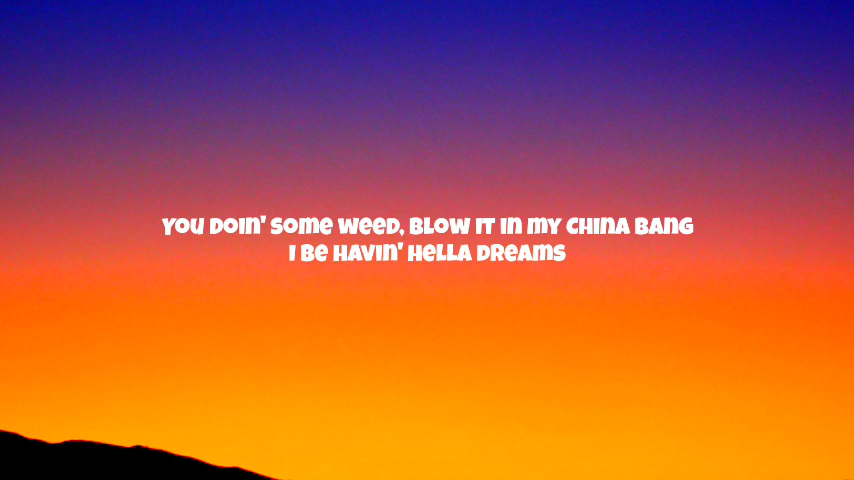 You doin' some weed, blow it in my china bang
I be havin' hella dreams